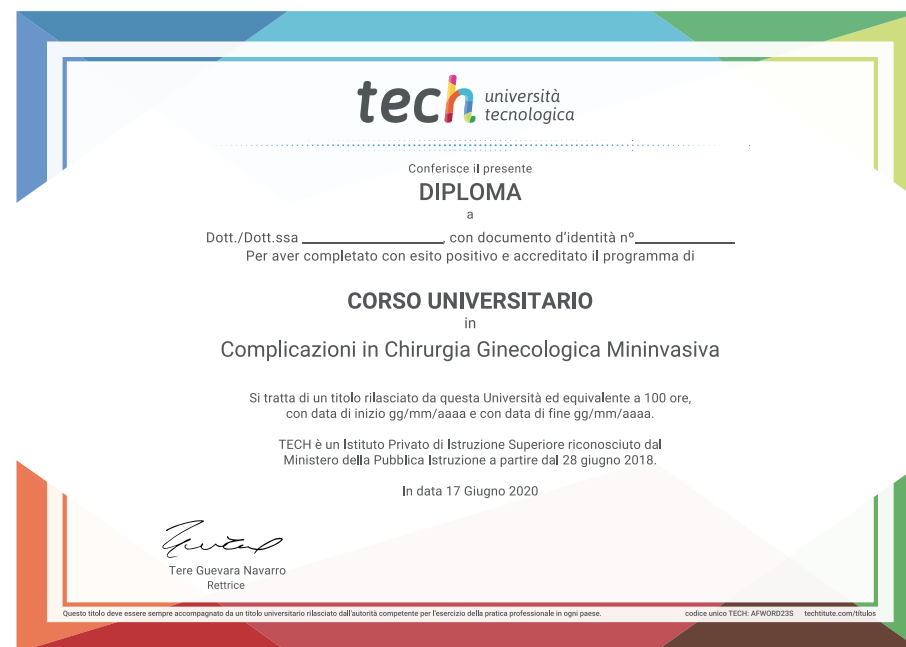 tech università
tecnologica
Conferisce il presente
DIPLOMA
a
Dott./Dott.ssa ____________________, con documento d'identità nº______________
Per aver completato con esito positivo e accreditato il programma di
CORSO UNIVERSITARIO
in
Complicazioni in Chirurgia Ginecologica Mininvasiva
Si tratta di un titolo rilasciato da questa Università ed equivalente a 100 ore,
con data di inizio gg/mm/aaaa e con data di fine gg/mm/aaaa.
TECH è un Istituto Privato di Istruzione Superiore riconosciuto dal
Ministero della Pubblica Istruzione a partire dal 28 giugno 2018.
In data 17 Giugno 2020
Tere Guevara Navarro
Rettrice
Questo titolo deve essere sempre accompagnato da un titolo universitario rilasciato dall'autorità competente per l'esercizio della pratica professionale in ogni paese. codice unico TECH: AFWORD23S techtitute.com/titulos